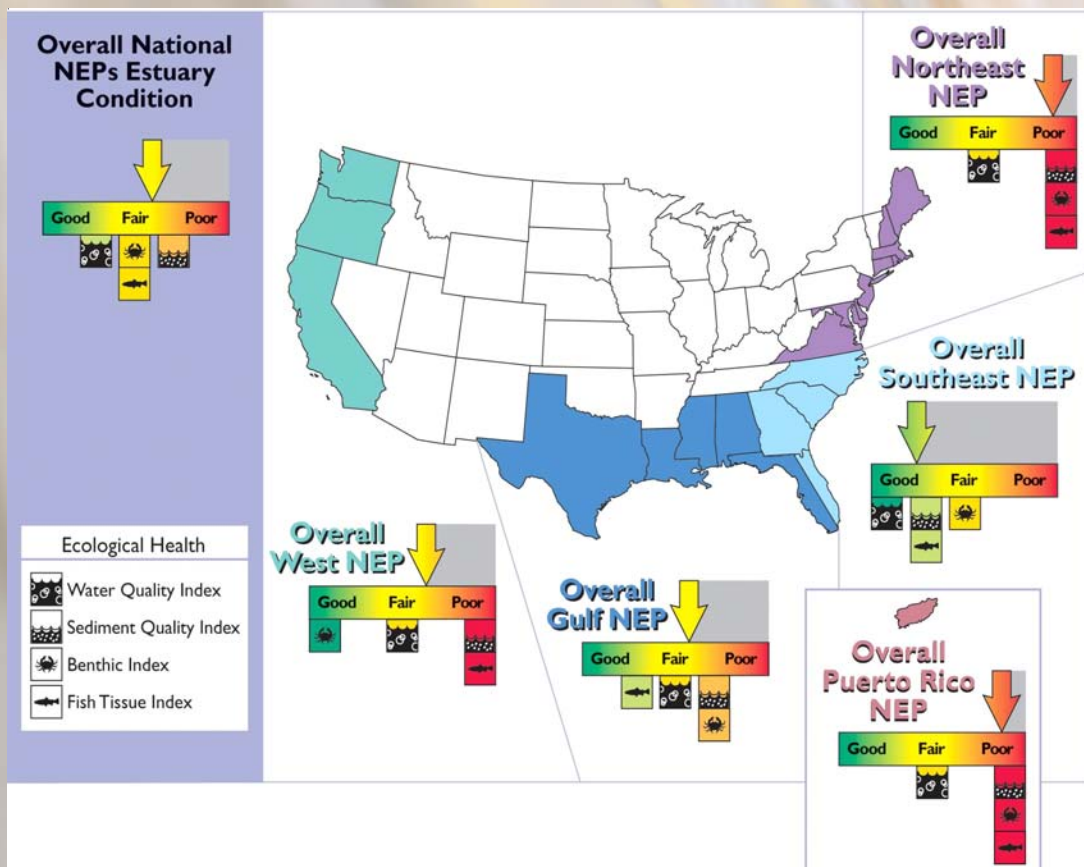 Overall National
NEPs Estuary
Condition
Good Fair Poor
Overall
Northeast
NEP
Good Fair Poor
Overall
Southeast NEP
Good Fair Poor
Overall
West NEP
Good Fair Poor
Overall
Gulf NEP
Good Fair Poor
Overall
Puerto Rico
NEP
Good Fair Poor
Ecological Health
Water Quality Index
Sediment Quality Index
Benthic Index
Fish Tissue Index